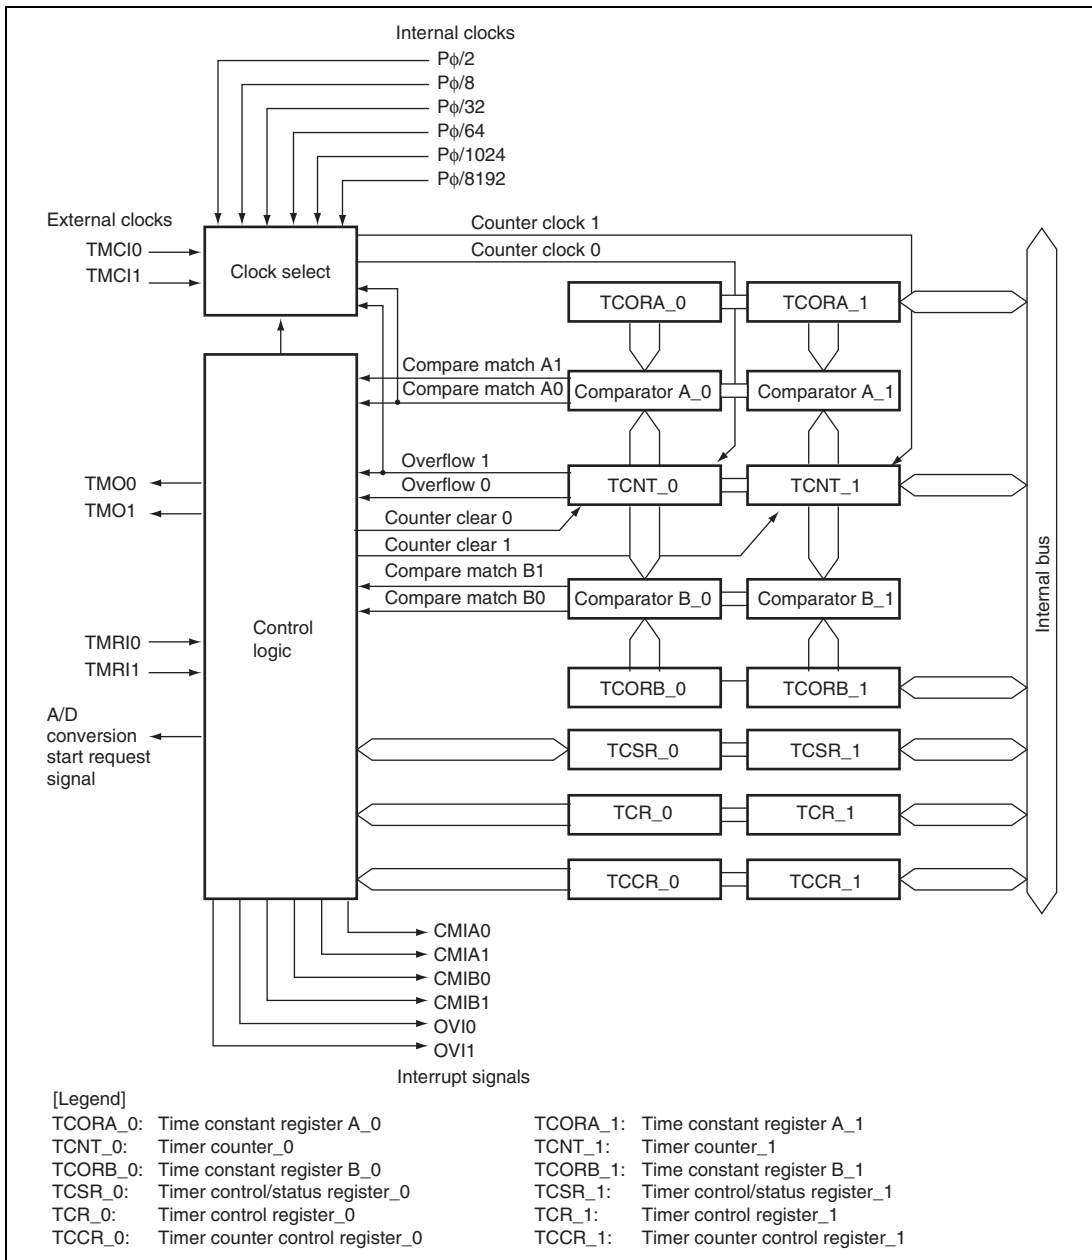 Internal clocks
Pϕ/2
Pϕ/8
Pϕ/32
Pϕ/64
Pϕ/1024
Pϕ/8192
External clocks
TMCI0
TMCI1
Clock select
Counter clock 1
Counter clock 0
TCORA_0
TCORA_1
Compare match A1
Compare match A0
Comparator A_0
Comparator A_1
Overflow 1
Overflow 0
TCNT_0
TCNT_1
TMO0
TMO1
Counter clear 0
Counter clear 1
Compare match B1
Compare match B0
Comparator B_0
Comparator B_1
Control
logic
TMRI0
TMRI1
Internal bus
TCORB_0
TCORB_1
A/D
conversion
start request
signal
TCSR_0
TCSR_1
TCR_0
TCR_1
TCCR_0
TCCR_1
CMIA0
CMIA1
CMIB0
CMIB1
OVI0
OVI1
Interrupt signals
[Legend]
TCORA_0: Time constant register A_0
TCNT_0: Timer counter_0
TCORB_0: Time constant register B_0
TCSR_0: Timer control/status register_0
TCR_0: Timer control register_0
TCCR_0: Timer counter control register_0
TCORA_1: Time constant register A_1
TCNT_1: Timer counter_1
TCORB_1: Time constant register B_1
TCSR_1: Timer control/status register_1
TCR_1: Timer control register_1
TCCR_1: Timer counter control register_1